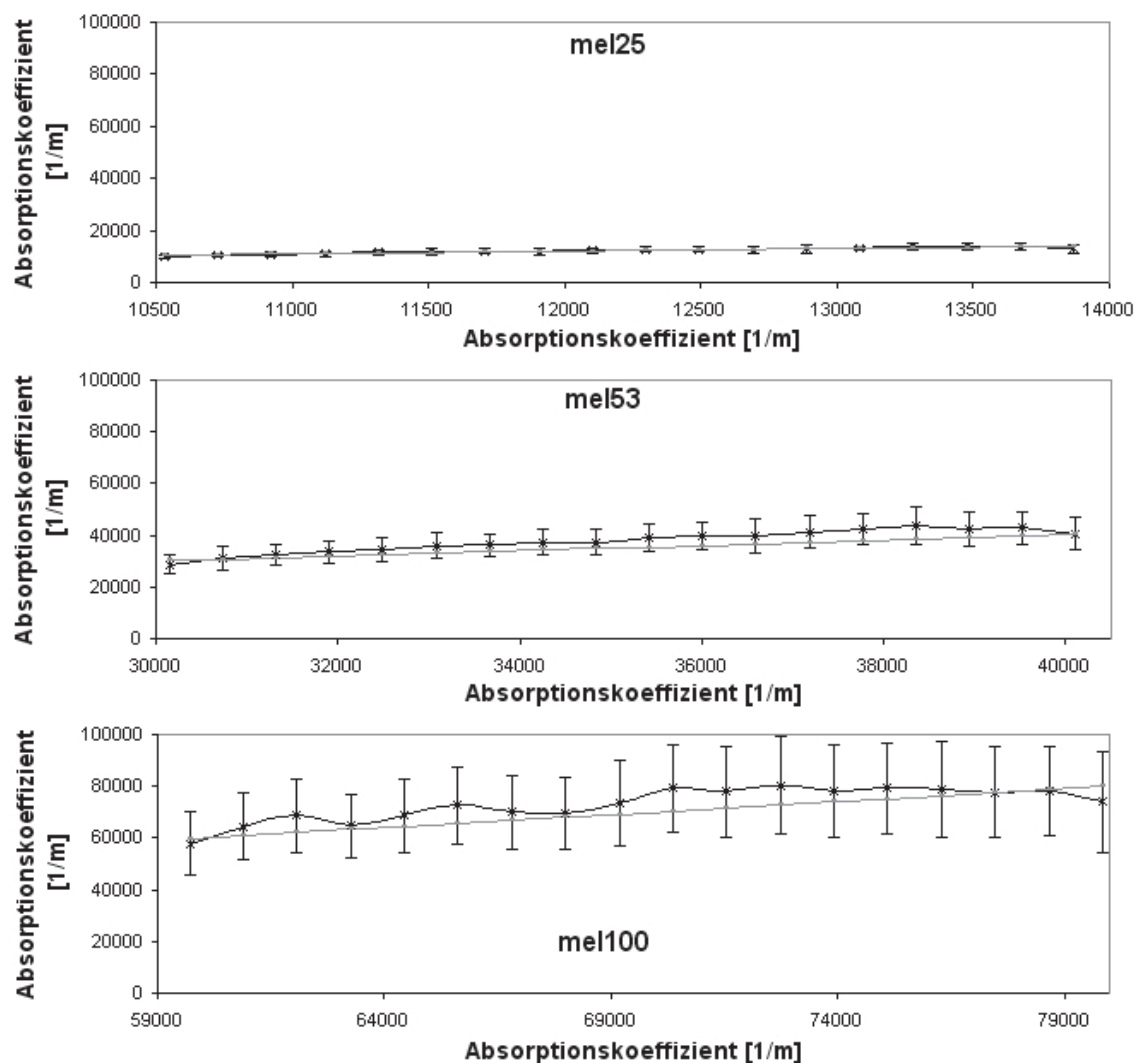 100000
mel25
80000
60000
40000
20000
0
Absorptionskoeffizient
[1/m]
10500 11000 11500 12000 12500 13000 13500 14000
Absorptionskoeffizient [1/m]
100000
mel53
80000
60000
40000
20000
0
Absorptionskoeffizient
[1/m]
30000 32000 34000 36000 38000 40000
Absorptionskoeffizient [1/m]
100000
80000
60000
40000
20000
0
mel100
Absorptionskoeffizient
[1/m]
59000 64000 69000 74000 79000
Absorptionskoeffizient [1/m]